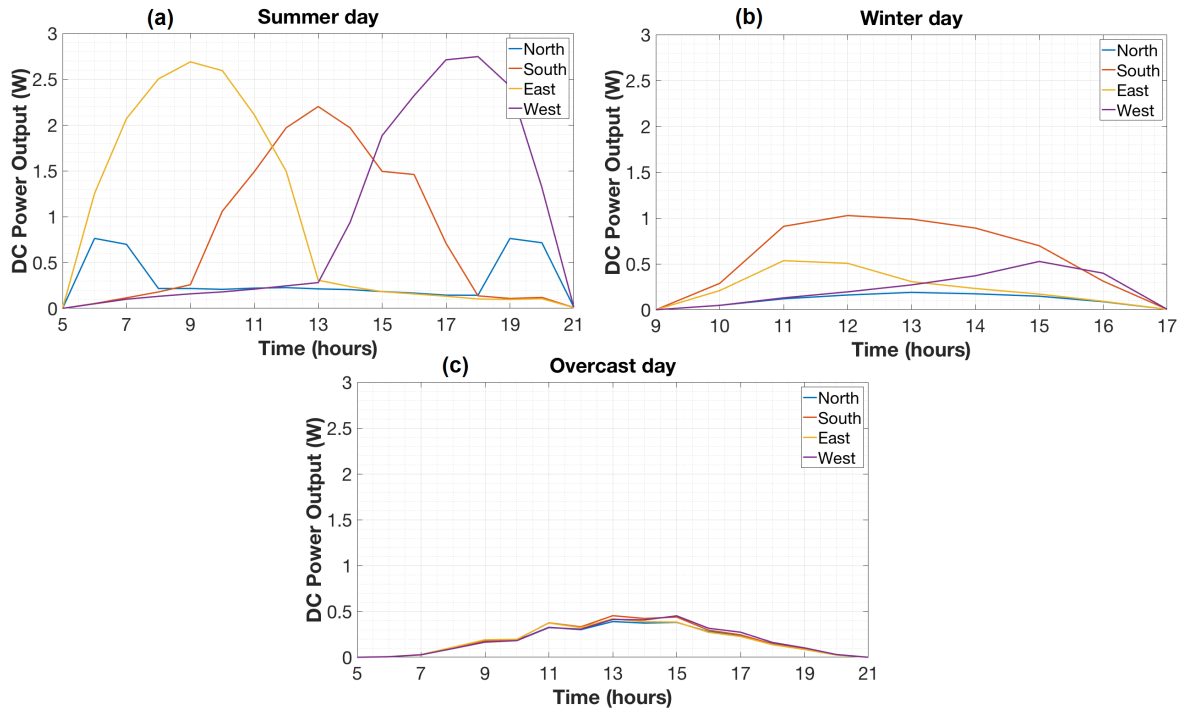 (a) Summer day
3
2.5
2
1.5
1
0.5
0
DC Power Output (W)
North
South
East
West
5 7 9 11 13 15 17 19 21
Time (hours)
(b) Winter day
3
2.5
2
1.5
1
0.5
0
DC Power Output (W)
North
South
East
West
9 10 11 12 13 14 15 16 17
Time (hours)
(c) Overcast day
3
2.5
2
1.5
1
0.5
0
DC Power Output (W)
North
South
East
West
5 7 9 11 13 15 17 19 21
Time (hours)